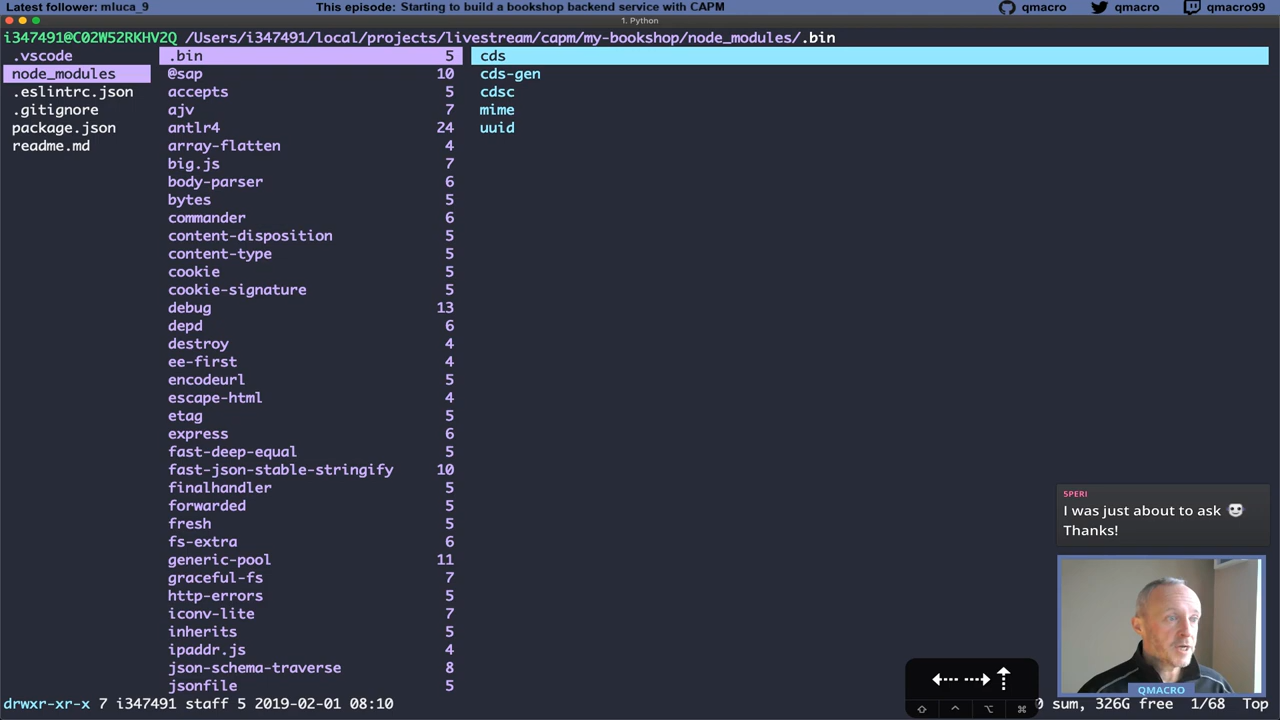 Latest follower: mluca_9
This episode: Starting to build a bookshop backend service with CAPM
qmacro
qmacro
qmacro99
1. Python
i347491@C02W52RKHV2Q /Users/i347491/local/projects/livestream/capm/my-bookshop/node_modules/.bin
.vscode
node_modules
.eslintrc.json
.gitignore
package.json
readme.md
.bin 5
@sap 10
accepts 5
ajv 7
antlr4 24
array-flatten 4
big.js 7
body-parser 6
bytes 5
commander 6
content-disposition 5
content-type 5
cookie 5
cookie-signature 5
debug 13
depd 6
destroy 4
ee-first 4
encodeurl 5
escape-html 4
etag 5
express 6
fast-deep-equal 5
fast-json-stable-stringify 10
finalhandler 5
forwarded 5
fresh 5
fs-extra 6
generic-pool 11
graceful-fs 7
http-errors 5
iconv-lite 7
inherits 5
ipaddr.js 4
json-schema-traverse 8
jsonfile 5
cds
cds-gen
cdsc
mime
uuid
5PERI
I was just about to ask
Thanks!
QMACRO
drwxr-xr-x 7 i347491 staff 5 2019-02-01 08:10
0 sum, 326G free 1/68 Top